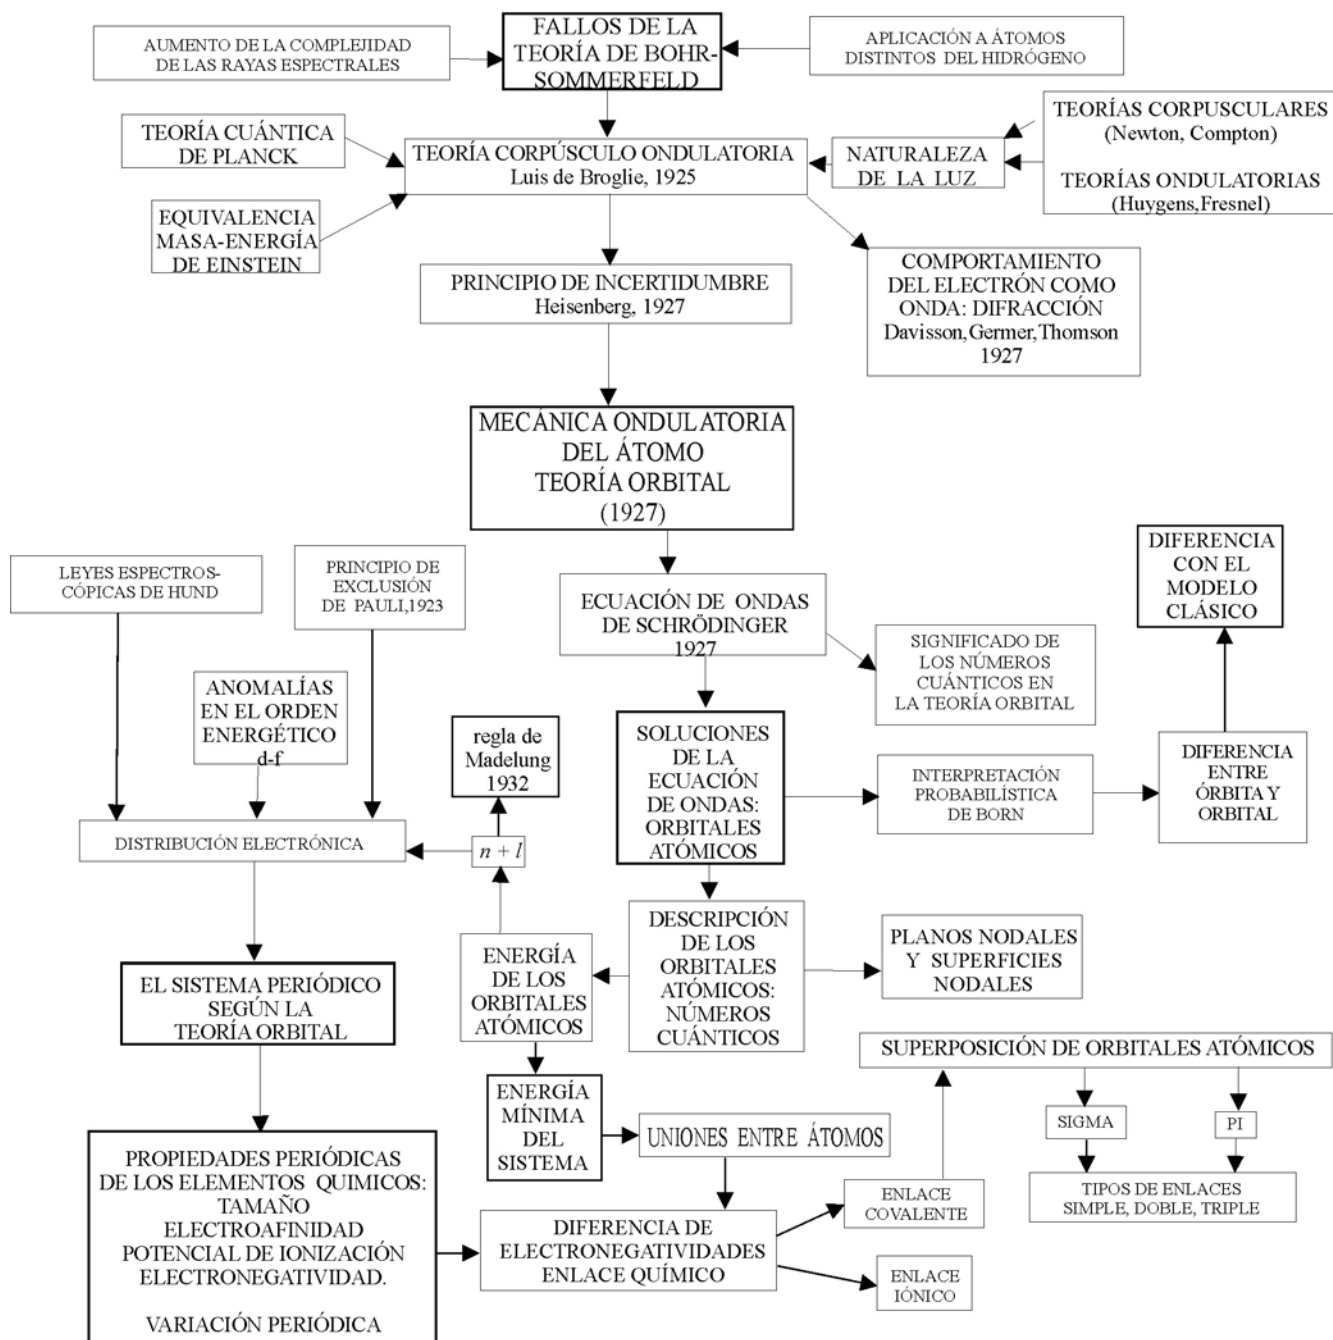 FALLOS DE LA
TEORÍA DE BOHR-
SOMMERFELD
AUMENTO DE LA COMPLEJIDAD
DE LAS RAYAS ESPECTRALES
APLICACIÓN A ÁTOMOS
DISTINTOS DEL HIDRÓGENO
TEORÍA CUÁNTICA
DE PLANCK
TEORÍA CORPÚSCULO ONDULATORIA
Luis de Broglie, 1925
NATURALEZA
DE LA LUZ
TEORÍAS CORPUSCULARES
(Newton, Compton)
TEORÍAS ONDULATORIAS
(Huygens,Fresnel)
EQUIVALENCIA
MASA-ENERGÍA
DE EINSTEIN
PRINCIPIO DE INCERTIDUMBRE
Heisenberg, 1927
COMPORTAMIENTO
DEL ELECTRÓN COMO
ONDA: DIFRACCIÓN
Davisson,Germer,Thomson
1927
MECÁNICA ONDULATORIA
DEL ÁTOMO
TEORÍA ORBITAL
(1927)
LEYES ESPECTROS-
CÓPICAS DE HUND
PRINCIPIO DE
EXCLUSIÓN
DE PAULI,1923
ECUACIÓN DE ONDAS
DE SCHRÖDINGER
1927
DIFERENCIA
CON EL
MODELO
CLÁSICO
SIGNIFICADO DE
LOS NÚMEROS
CUÁNTICOS EN
LA TEORÍA ORBITAL
ANOMALÍAS
EN EL ORDEN
ENERGÉTICO
d-f
regla de
Madelung
1932
SOLUCIONES
DE LA
ECUACIÓN
DE ONDAS:
ORBITALES
ATÓMICOS
INTERPRETACIÓN
PROBABILÍSTICA
DE BORN
DIFERENCIA
ENTRE
ÓRBITA Y
ORBITAL
DISTRIBUCIÓN ELECTRÓNICA
n + l
ENERGÍA
DE LOS
ORBITALES
ATÓMICOS
DESCRIPCIÓN
DE LOS
ORBITALES
ATÓMICOS:
NÚMEROS
CUÁNTICOS
PLANOS NODALES
Y SUPERFICIES
NODALES
EL SISTEMA PERIÓDICO
SEGÚN LA
TEORÍA ORBITAL
SUPERPOSICIÓN DE ORBITALES ATÓMICOS
ENERGÍA
MÍNIMA
DEL
SISTEMA
UNIONES ENTRE ÁTOMOS
SIGMA
PI
PROPIEDADES PERIÓDICAS
DE LOS ELEMENTOS QUIMICOS:
TAMAÑO
ELECTROAFINIDAD
POTENCIAL DE IONIZACIÓN
ELECTRONEGATIVIDAD.
VARIACIÓN PERIÓDICA
DIFERENCIA DE
ELECTRONEGATIVIDADES
ENLACE QUÍMICO
ENLACE
COVALENTE
TIPOS DE ENLACES
SIMPLE, DOBLE, TRIPLE
ENLACE
IÓNICO